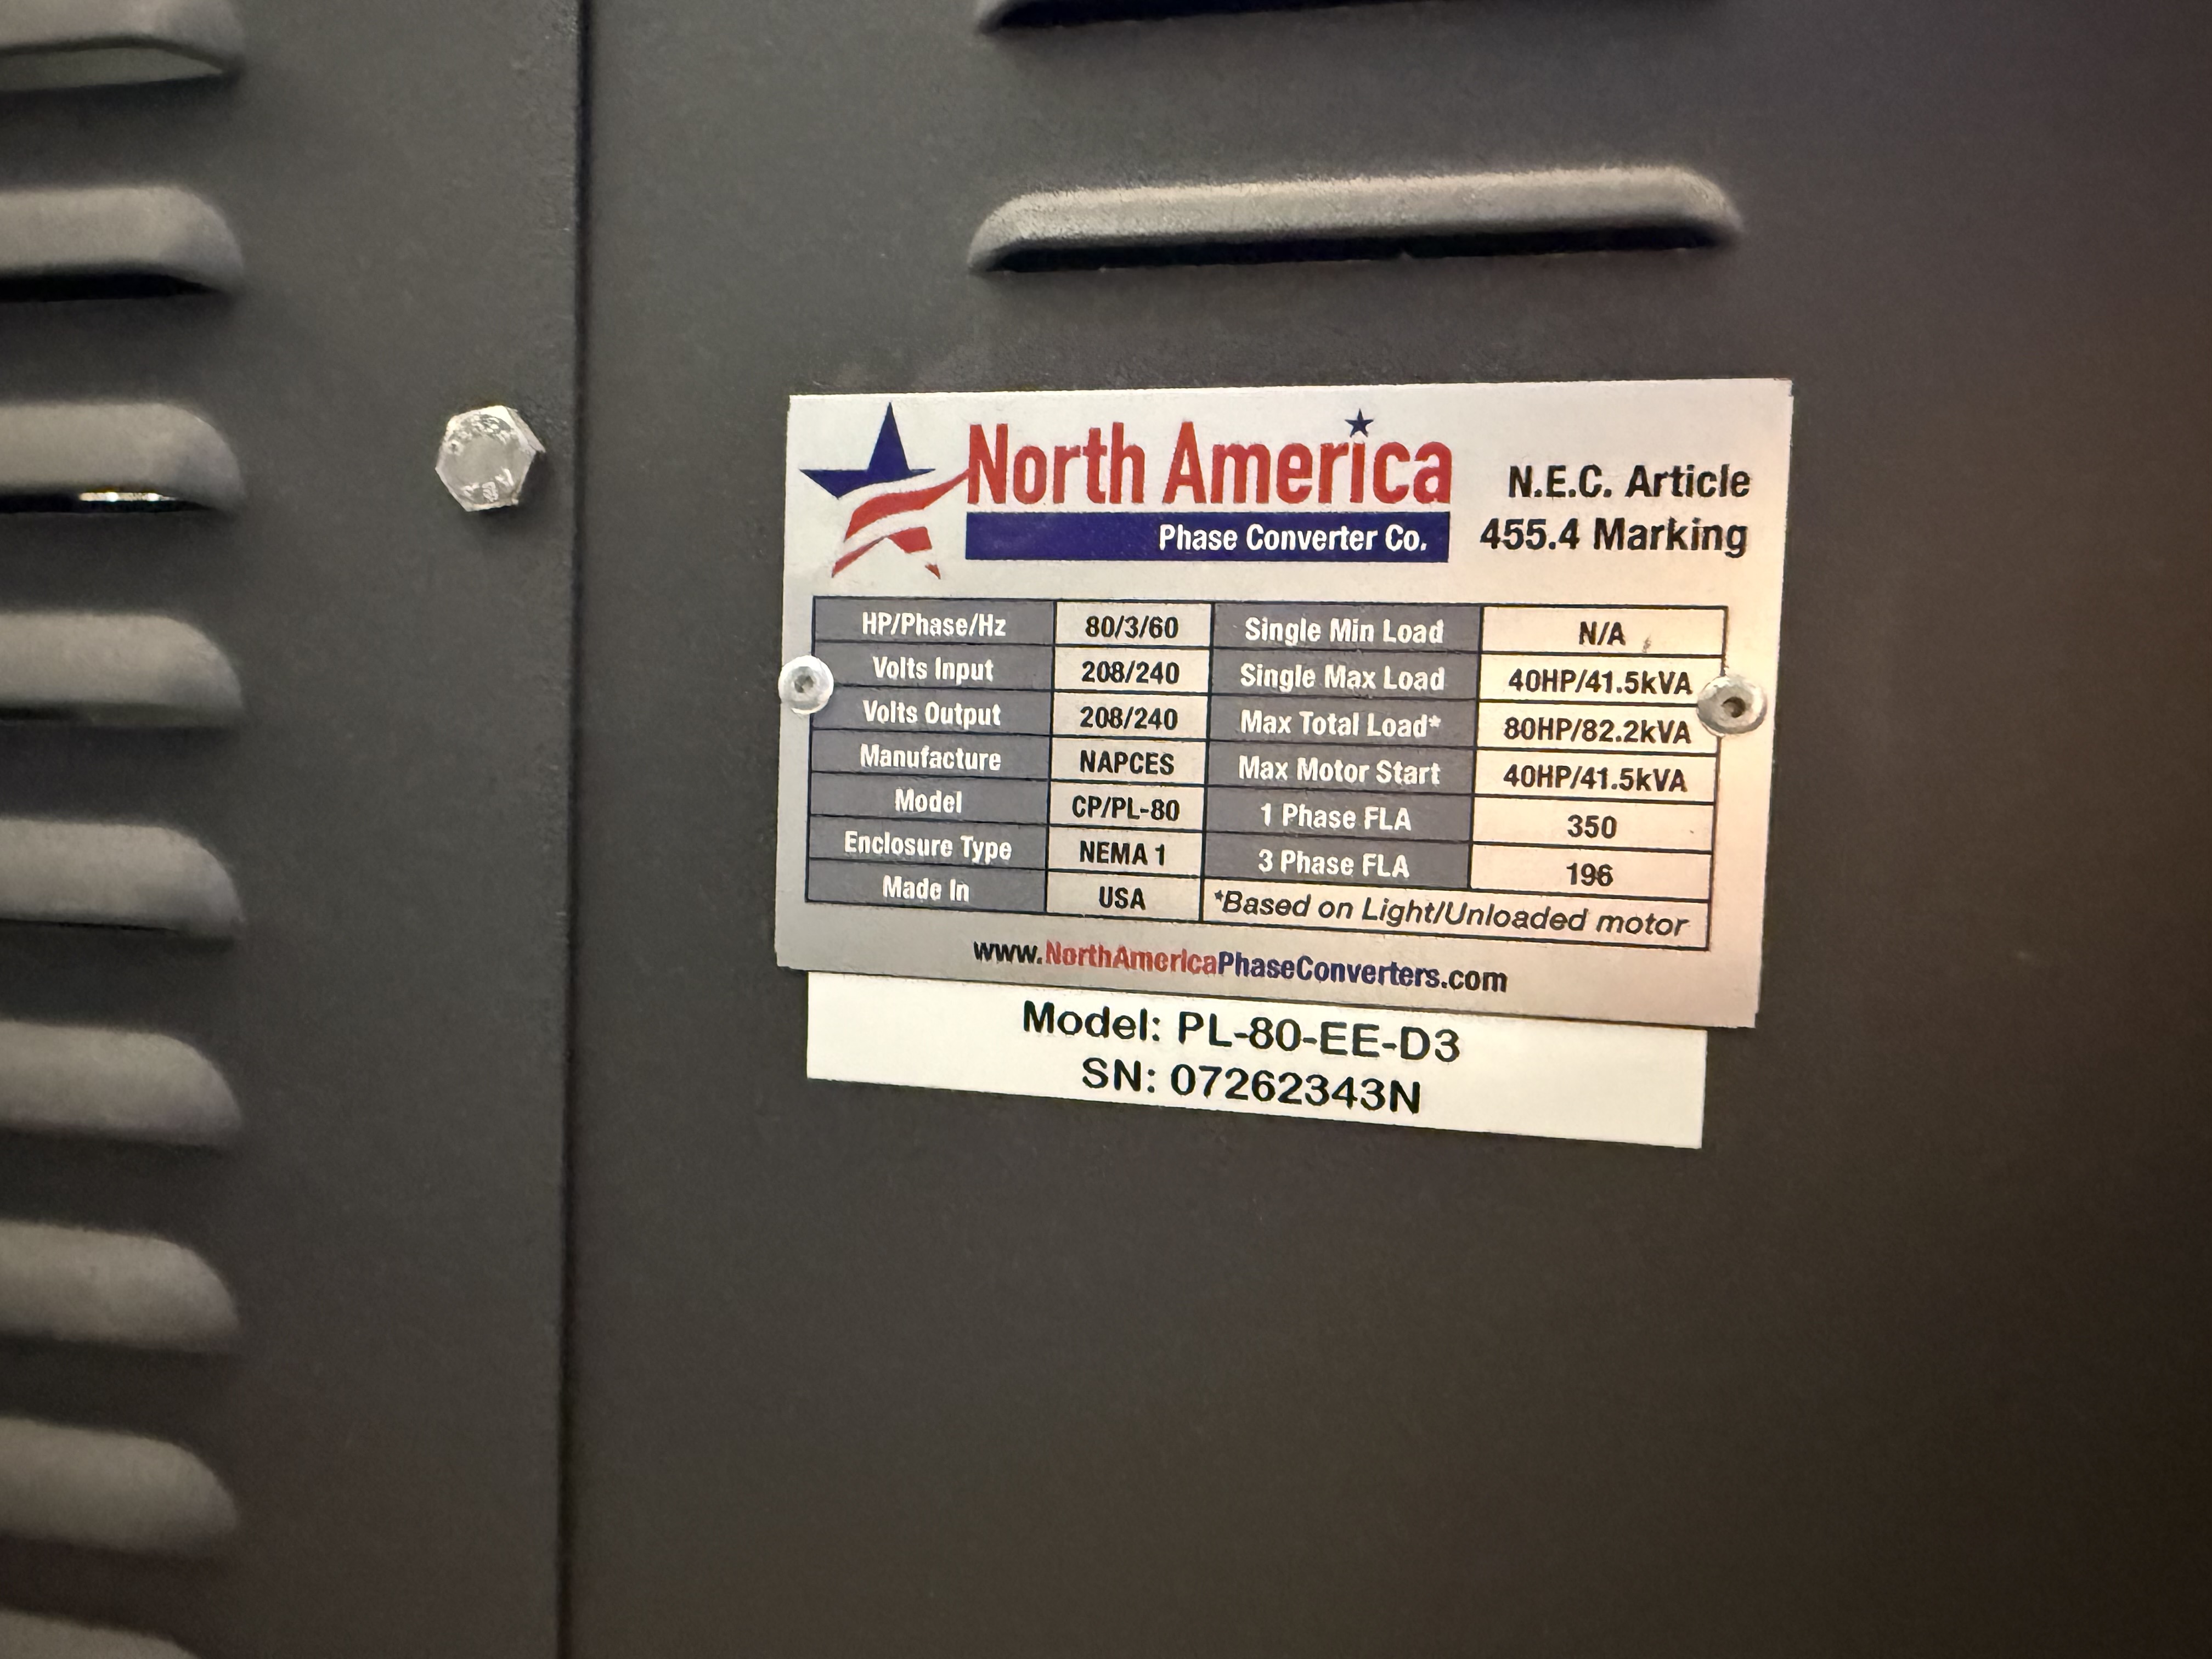 North America
Phase Converter Co.
N.E.C. Article
455.4 Marking
HP/Phase/Hz 80/3/60 Single Min Load N/A
Volts Input 208/240 Single Max Load 40HP/41.5kVA
Volts Output 208/240 Max Total Load* 80HP/82.2kVA
Manufacture NAPCES Max Motor Start 40HP/41.5kVA
Model CP/PL-80 1 Phase FLA 350
Enclosure Type NEMA 1 3 Phase FLA 196
Made In USA *Based on Light/Unloaded motor
www.NorthAmericaPhaseConverters.com
Model: PL-80-EE-D3
SN: 07262343N